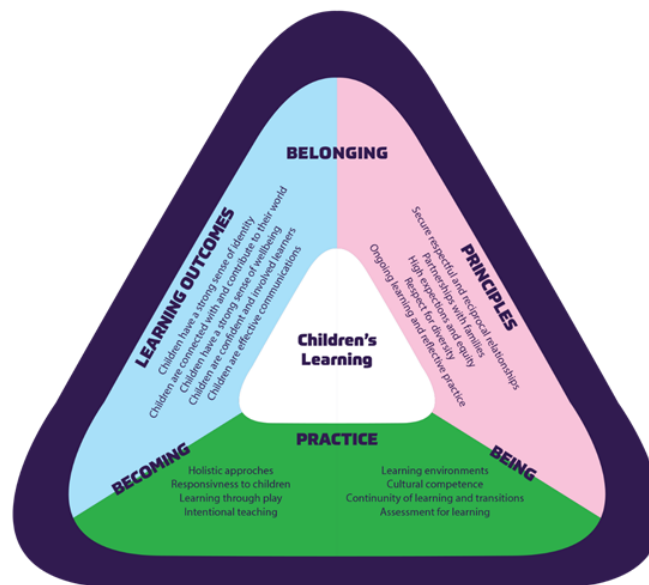 BELONGING
LEARNING OUTCOMES
Children have a strong sense of identity
Children are connected with and contribute to their world
Children have a strong sense of wellbeing
Children are confident and involved learners
Children are effective communications
PRINCIPLES
Secure respectful and reciprocal relationships
Partnerships with families
High expections and equity
Respect for diversity
Ongoing learning and reflective practice
Children's
Learning
BECOMING
PRACTICE
BEING
Holistic approches
Responsivness to children
Learning through play
Intentional teaching
Learning environments
Cultural competence
Continuity of learning and transitions
Assessment for learning